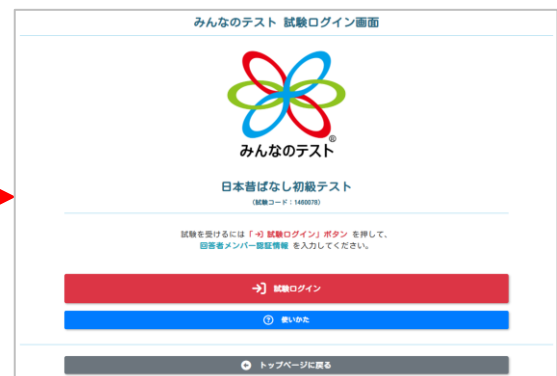 みんなのテスト 試験ログイン画面
みんなのテスト®
日本昔ばなし初級テスト
(試験コード：1460078)
試験を受けるには「 試験ログイン」ボタン を押して、
回答者メンバー認証情報 を入力してください。
試験ログイン
使いかた
トップページに戻る